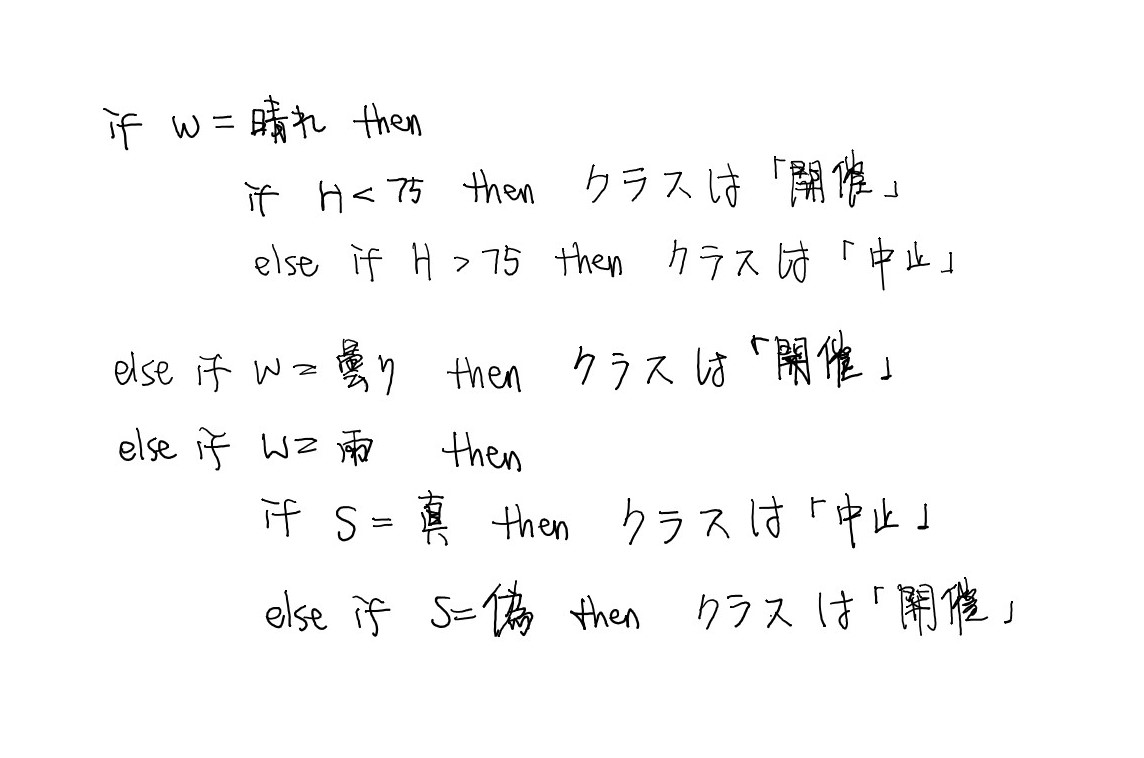 if W = 晴れ then
if H < 75 then クラスは「開催」
else if H > 75 then クラスは「中止」
else if W = 曇り then クラスは「開催」
else if W = 雨 then
if S = 真 then クラスは「中止」
else if S = 偽 then クラスは「開催」